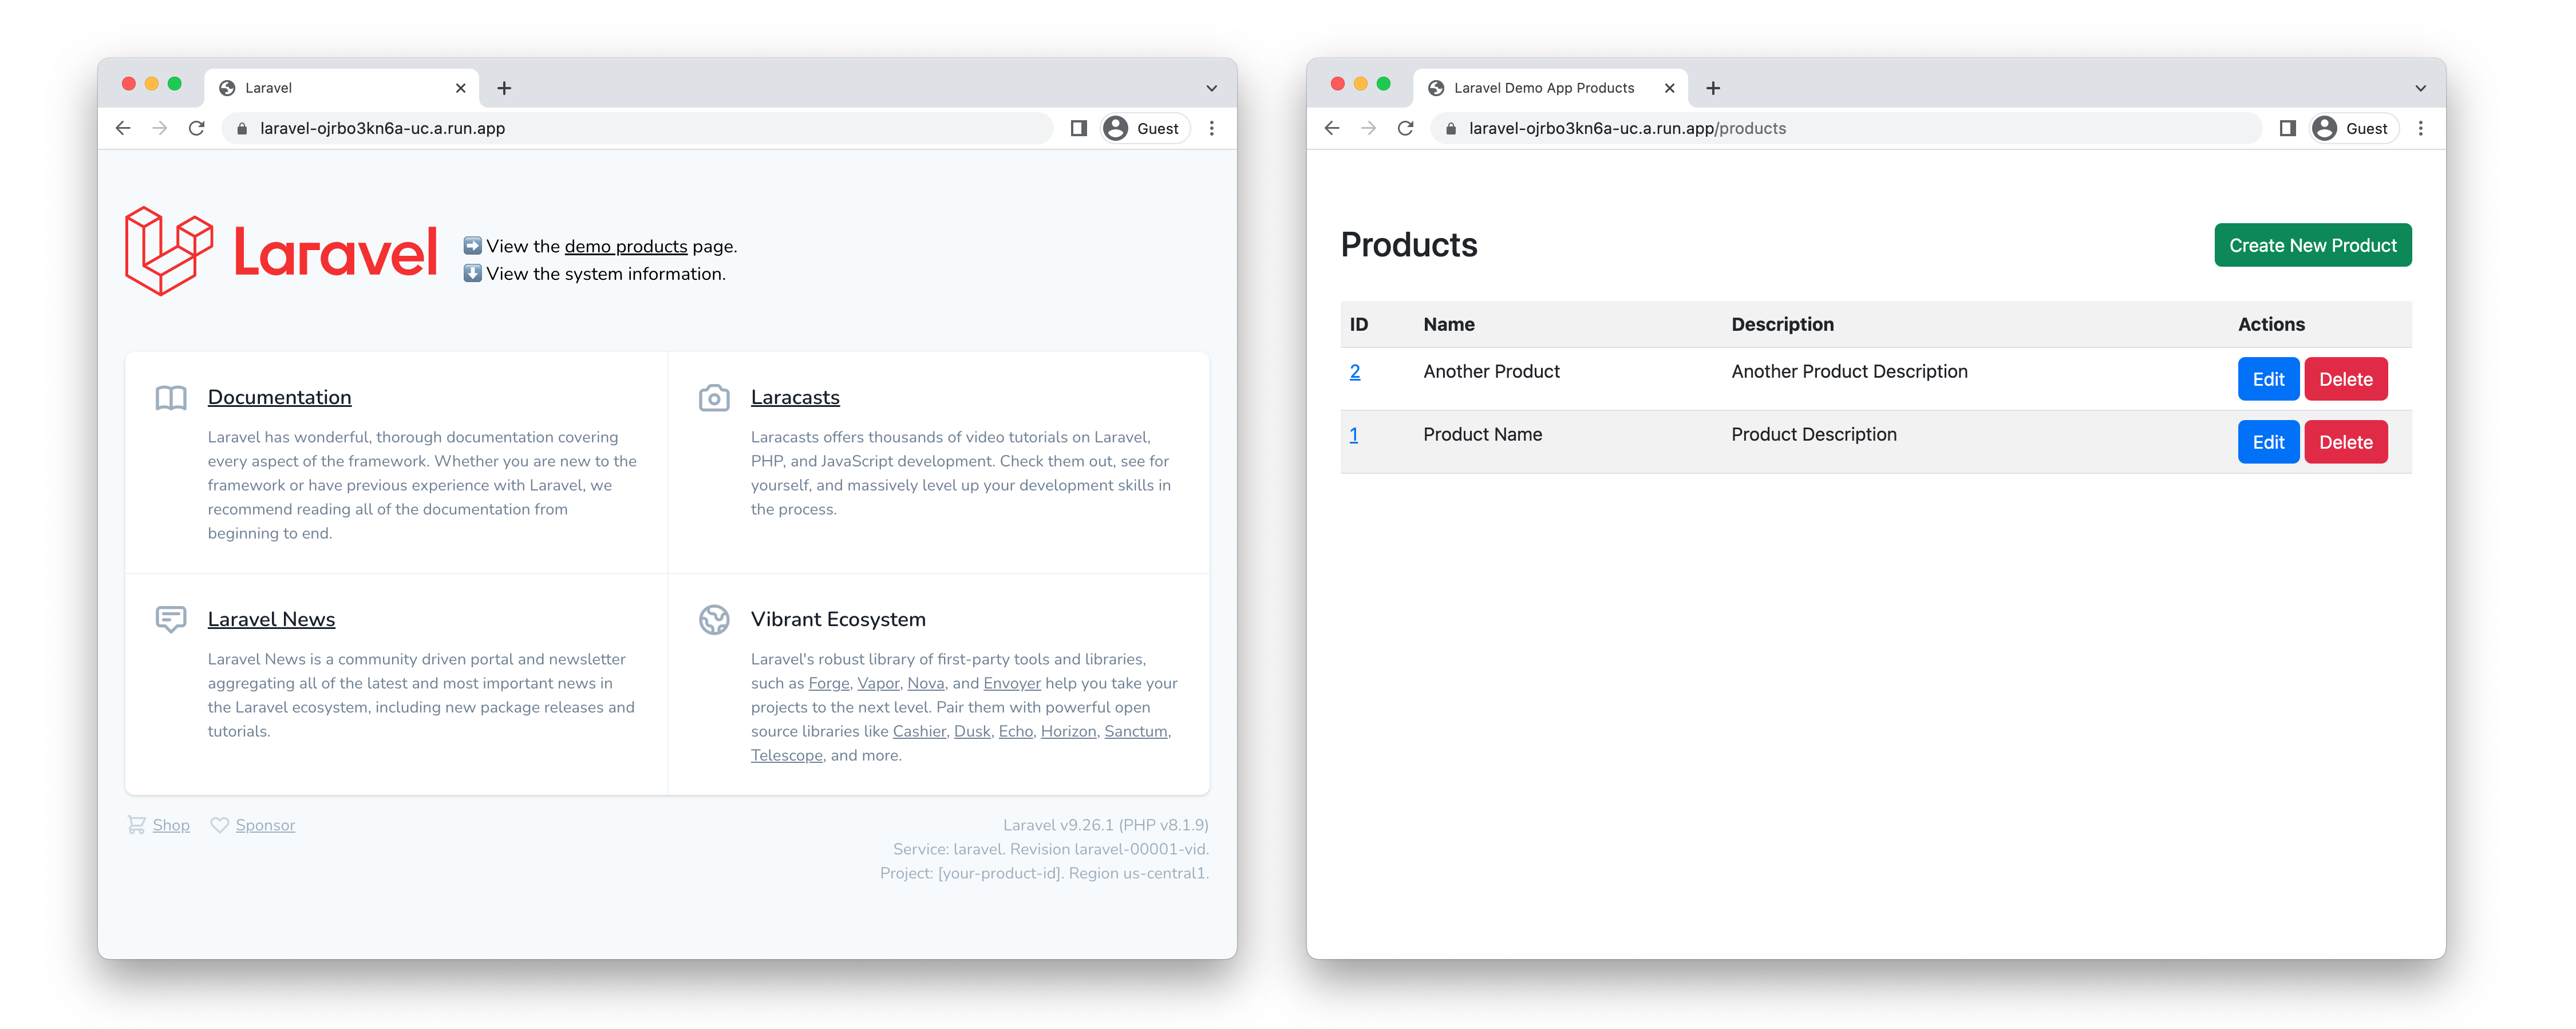 Laravel
laravel-ojrbo3kn6a-uc.a.run.app
Guest
Laravel
➡️ View the demo products page.
⬇️ View the system information.
Documentation
Laravel has wonderful, thorough documentation covering
every aspect of the framework. Whether you are new to the
framework or have previous experience with Laravel, we
recommend reading all of the documentation from
beginning to end.
Laracasts
Laracasts offers thousands of video tutorials on Laravel,
PHP, and JavaScript development. Check them out, see for
yourself, and massively level up your development skills in
the process.
Laravel News
Laravel News is a community driven portal and newsletter
aggregating all of the latest and most important news in
the Laravel ecosystem, including new package releases and
tutorials.
Vibrant Ecosystem
Laravel's robust library of first-party tools and libraries,
such as Forge, Vapor, Nova, and Envoyer help you take your
projects to the next level. Pair them with powerful open
source libraries like Cashier, Dusk, Echo, Horizon, Sanctum,
Telescope, and more.
Shop Sponsor
Laravel v9.26.1 (PHP v8.1.9)
Service: laravel. Revision laravel-00001-vid.
Project: [your-product-id]. Region us-central1.
Laravel Demo App Products
laravel-ojrbo3kn6a-uc.a.run.app/products
Guest
Products
Create New Product
ID Name Description Actions
2 Another Product Another Product Description Edit Delete
1 Product Name Product Description Edit Delete